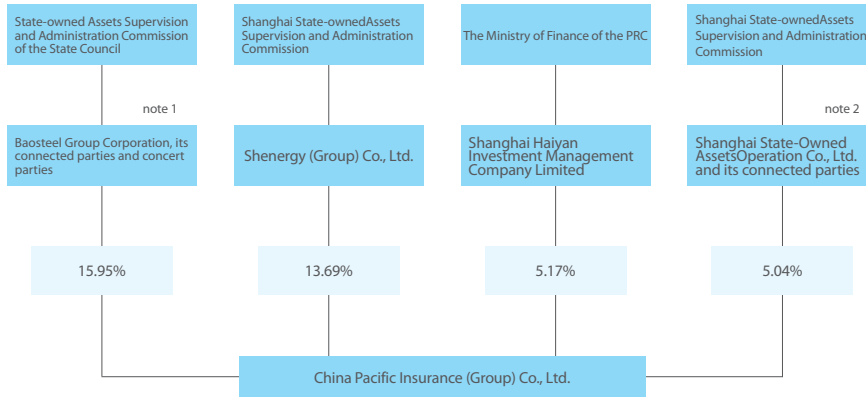 State-owned Assets Supervision
and Administration Commission
of the State Council
Shanghai State-ownedAssets
Supervision and Administration
Commission
The Ministry of Finance of the PRC
Shanghai State-ownedAssets
Supervision and Administration
Commission
note 1
note 2
Baosteel Group Corporation, its
connected parties and concert
parties
Shenergy (Group) Co., Ltd.
Shanghai Haiyan
Investment Management
Company Limited
Shanghai State-Owned
AssetsOperation Co., Ltd.
and its connected parties
15.95%
13.69%
5.17%
5.04%
China Pacific Insurance (Group) Co., Ltd.